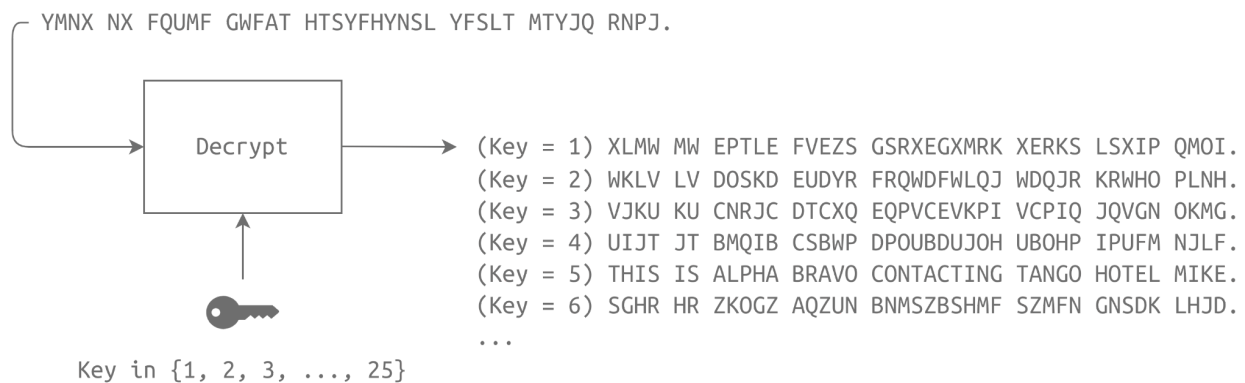 YMNX NX FQUMF GWFAT HTSYFHYNSL YFSLT MTYJQ RNPJ.
Decrypt
(Key = 1) XLMW MW EPTLE FVEZS GSRXEGXMRK XERKS LSXIP QMOI.
(Key = 2) WKLV LV DOSKD EUDYR FRQWDFWLQJ WDQJR KRWHO PLNH.
(Key = 3) VJKU KU CNRJC DTCXQ EQPVCEVKPI VCPIQ JQVGN OKMG.
(Key = 4) UIJT JT BMQIB CSBWP DPOUBDUJOH UBOHP IPUFM NJLF.
(Key = 5) THIS IS ALPHA BRAVO CONTACTING TANGO HOTEL MIKE.
(Key = 6) SGHR HR ZKOGZ AQZUN BNMSZBSHMF SZMFN GNSDK LHJD.
...
Key in {1, 2, 3, ..., 25}